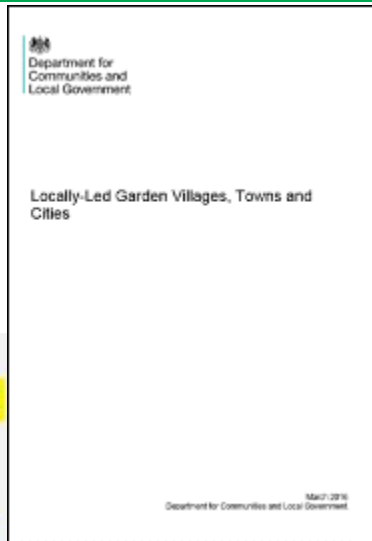 Department for
Communities and
Local Government
Locally-Led Garden Villages, Towns and
Cities
March 2016
Department for Communities and Local Government